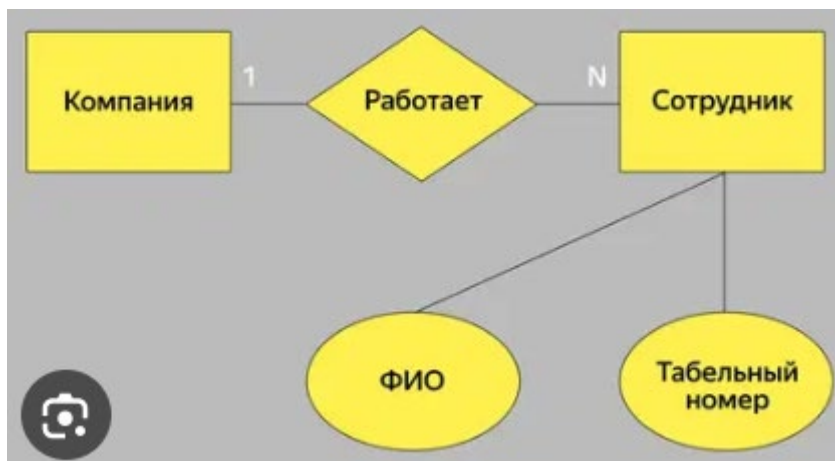 Компания
1
Работает
N
Сотрудник
ФИО
Табельный
номер